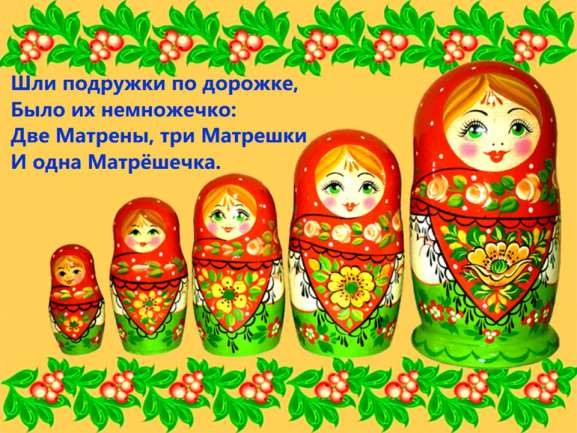 Шли подружки по дорожке,
Было их немножечко:
Две Матрены, три Матрешки
И одна Матрёшечка.